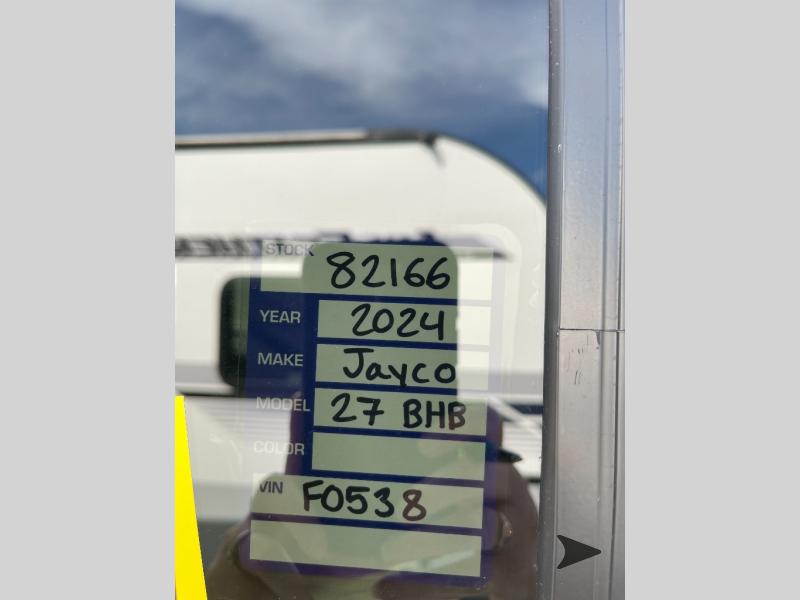 STOCK 82166
YEAR 2024
MAKE Jayco
MODEL 27 BHB
COLOR
VIN F0538